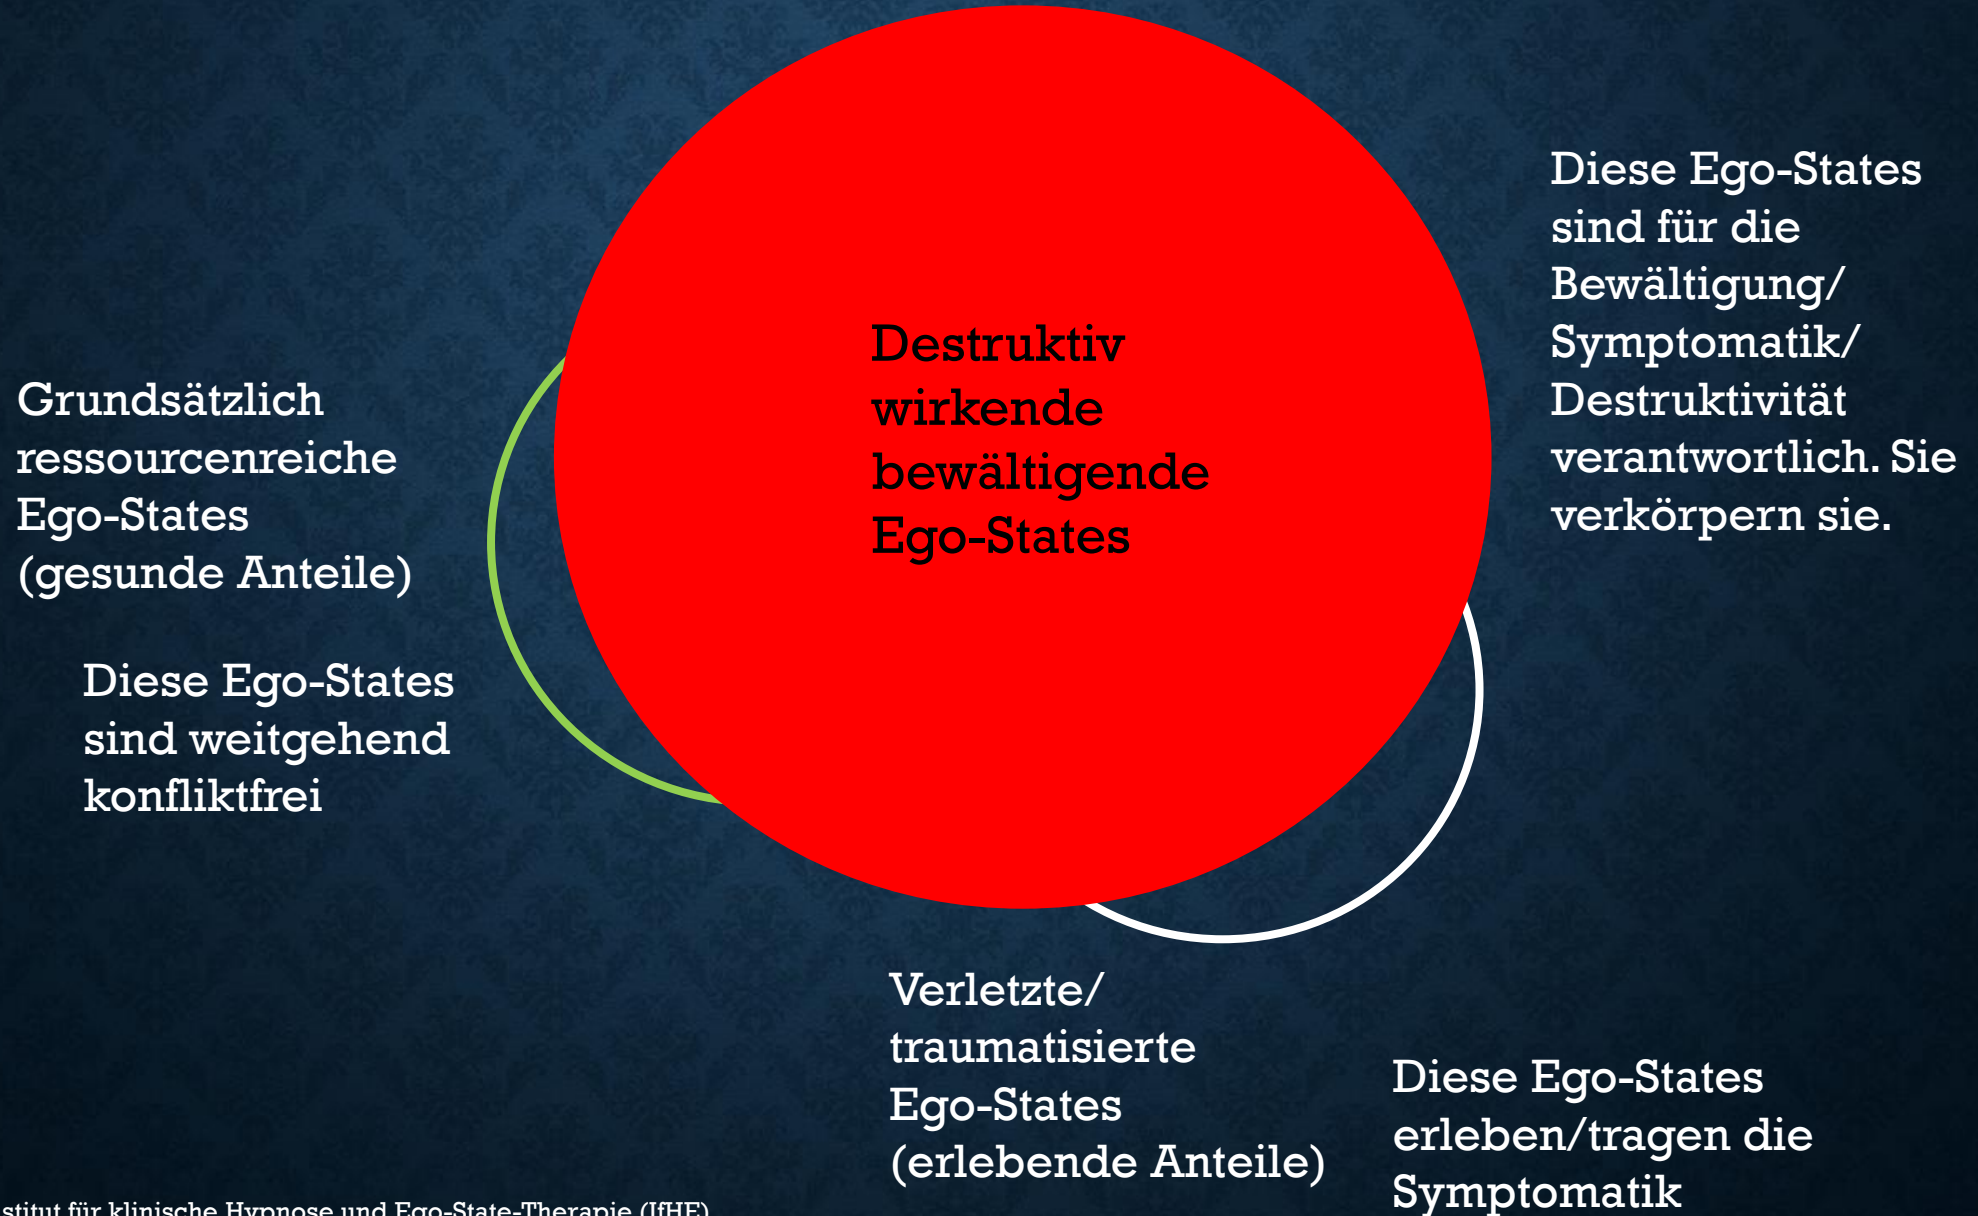 Grundsätzlich
ressourcenreiche
Ego-States
(gesunde Anteile)
Diese Ego-States
sind weitgehend
konfliktfrei
Destruktiv
wirkende
bewältigende
Ego-States
Diese Ego-States
sind für die
Bewältigung/
Symptomatik/
Destruktivität
verantwortlich. Sie
verkörpern sie.
Verletzte/
traumatisierte
Ego-States
(erlebende Anteile)
Diese Ego-States
erleben/tragen die
Symptomatik
stitut für klinische Hypnose und Ego-State-Therapie (IfHE)